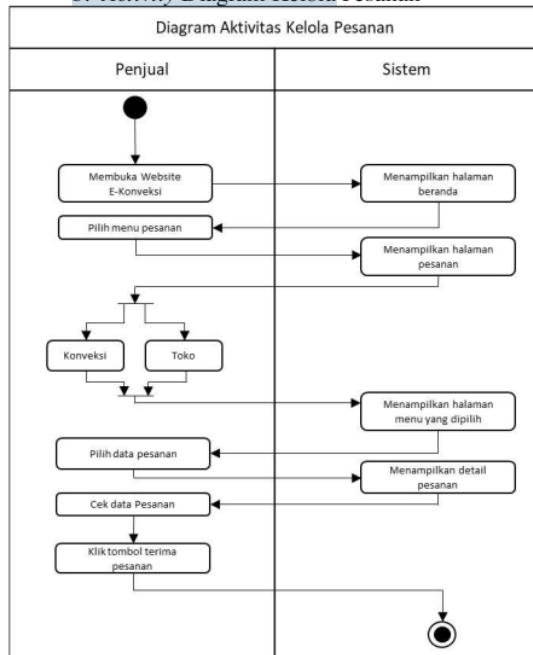 Diagram Aktivitas Kelola Pesanan
Penjual
Sistem
Membuka Website
E-Konveksi
Menampilkan halaman
beranda
Pilih menu pesanan
Menampilkan halaman
pesanan
Konveksi
Toko
Menampilkan halaman
menu yang dipilih
Pilih data pesanan
Menampilkan detail
pesanan
Cek data Pesanan
Klik tombol terima
pesanan